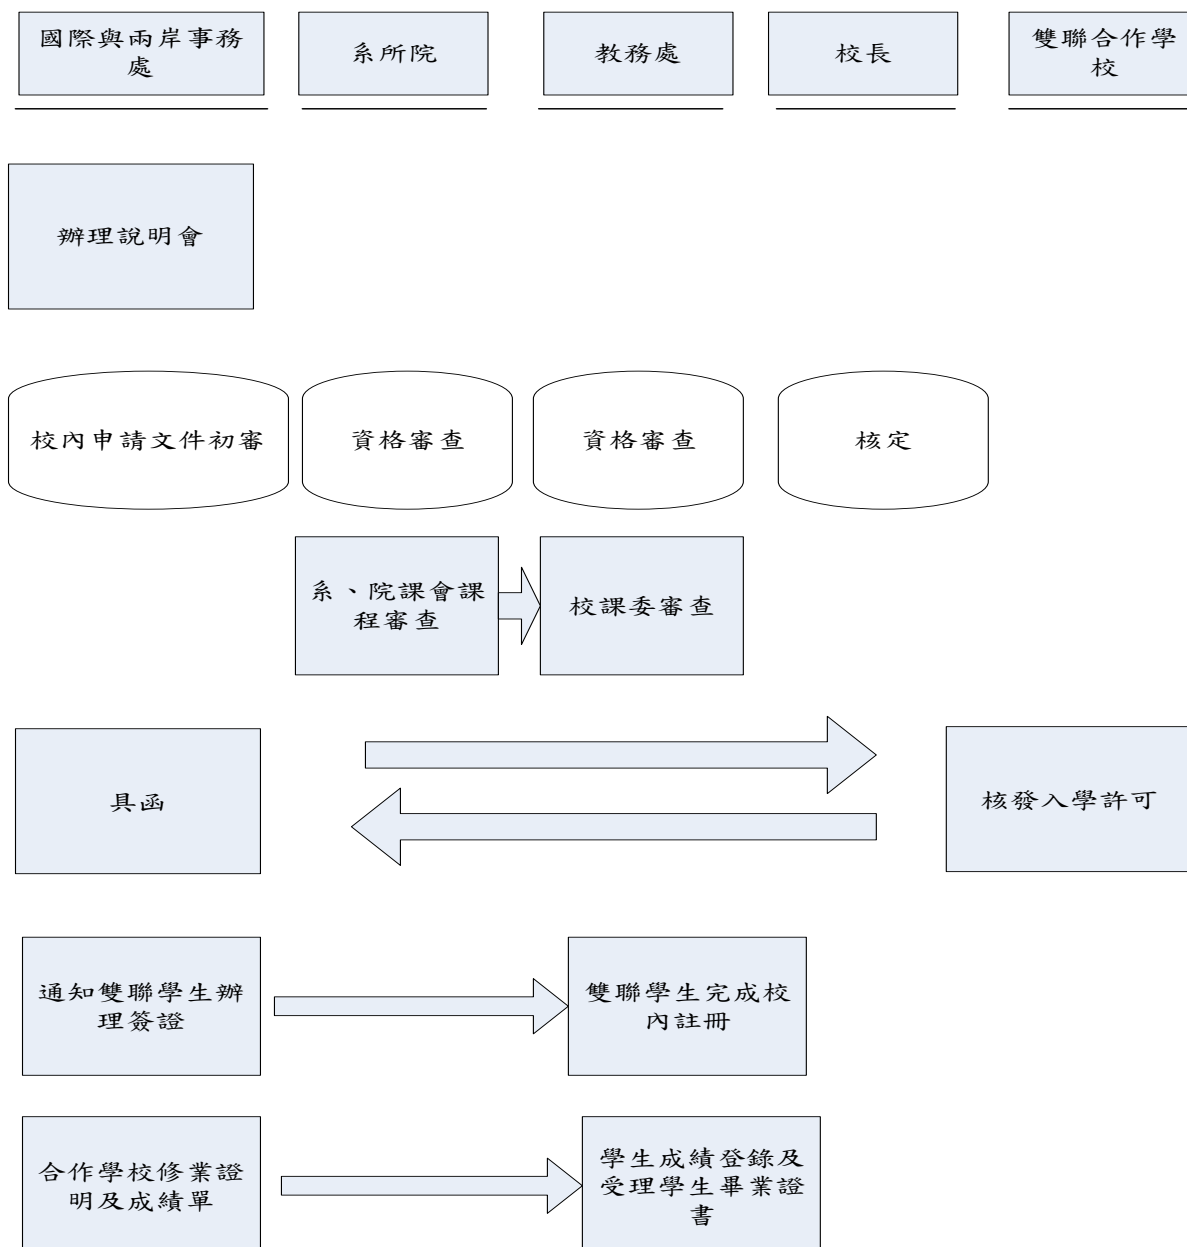 國際與兩岸事務
處
系所院
教務處
校長
雙聯合作學
校
辦理說明會
校內申請文件初審
資格審查
資格審查
核定
系、院課會課
程審查
校課委審查
具函
核發入學許可
通知雙聯學生辦
理簽證
雙聯學生完成校
內註冊
合作學校修業證
明及成績單
學生成績登錄及
受理學生畢業證
書